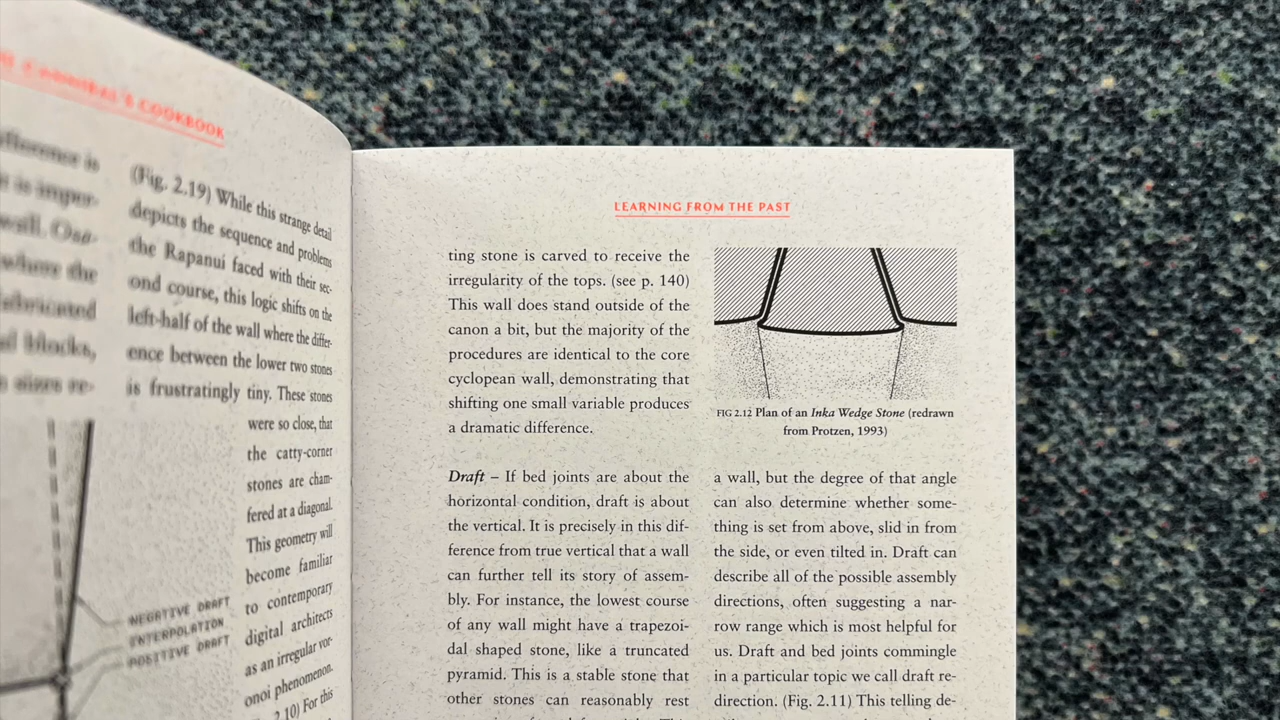 CANNIBAL'S COOKBOOK
fference is
(Fig. 2.19) While this strange detail
depicts the sequence and problems
the Rapanui faced with their sec-
ond course, this logic shifts on the
left-half of the wall where the differ-
ence between the lower two stones
is frustratingly tiny. These stones
were so close, that
the catty-corner
stones are cham-
fered at a diagonal.
This geometry will
become familiar
to contemporary
digital architects
as an irregular vor-
onoi phenomenon.
2.10) For this
NEGATIVE DRAFT
INTERPOLATION
POSITIVE DRAFT
LEARNING FROM THE PAST
ting stone is carved to receive the
irregularity of the tops. (see p. 140)
This wall does stand outside of the
canon a bit, but the majority of the
procedures are identical to the core
cyclopean wall, demonstrating that
shifting one small variable produces
a dramatic difference.
Draft – If bed joints are about the
horizontal condition, draft is about
the vertical. It is precisely in this dif-
ference from true vertical that a wall
can further tell its story of assem-
bly. For instance, the lowest course
of any wall might have a trapezoi-
dal shaped stone, like a truncated
pyramid. This is a stable stone that
other stones can reasonably rest
FIG 2.12 Plan of an Inka Wedge Stone (redrawn
from Protzen, 1993)
a wall, but the degree of that angle
can also determine whether some-
thing is set from above, slid in from
the side, or even tilted in. Draft can
describe all of the possible assembly
directions, often suggesting a nar-
row range which is most helpful for
us. Draft and bed joints commingle
in a particular topic we call draft re-
direction. (Fig. 2.11) This telling de-